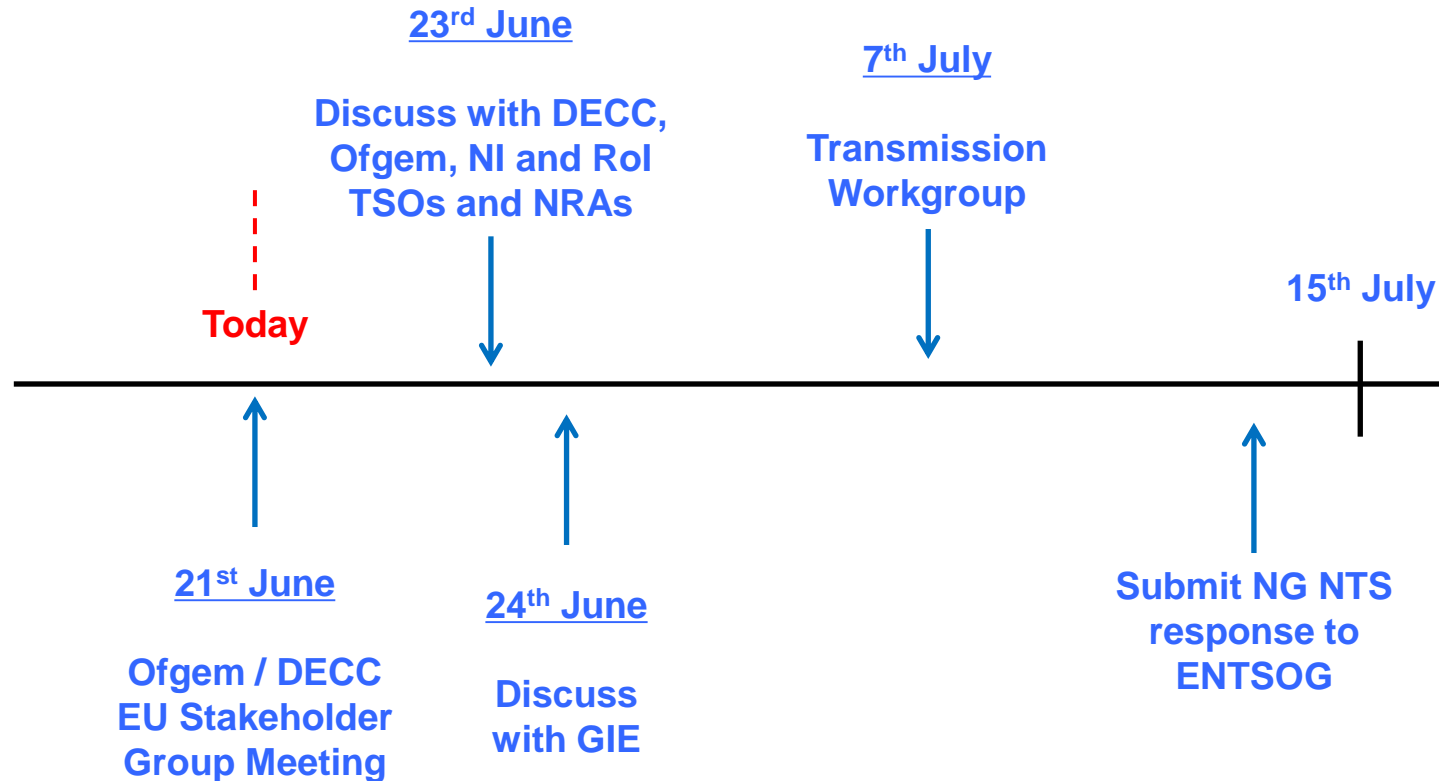 23rd June
Discuss with DECC,
Ofgem, NI and RoI
TSOs and NRAs
7th July
Transmission
Workgroup
15th July
Today
21st June
Ofgem / DECC
EU Stakeholder
Group Meeting
24th June
Discuss
with GIE
Submit NG NTS
response to
ENTSOG